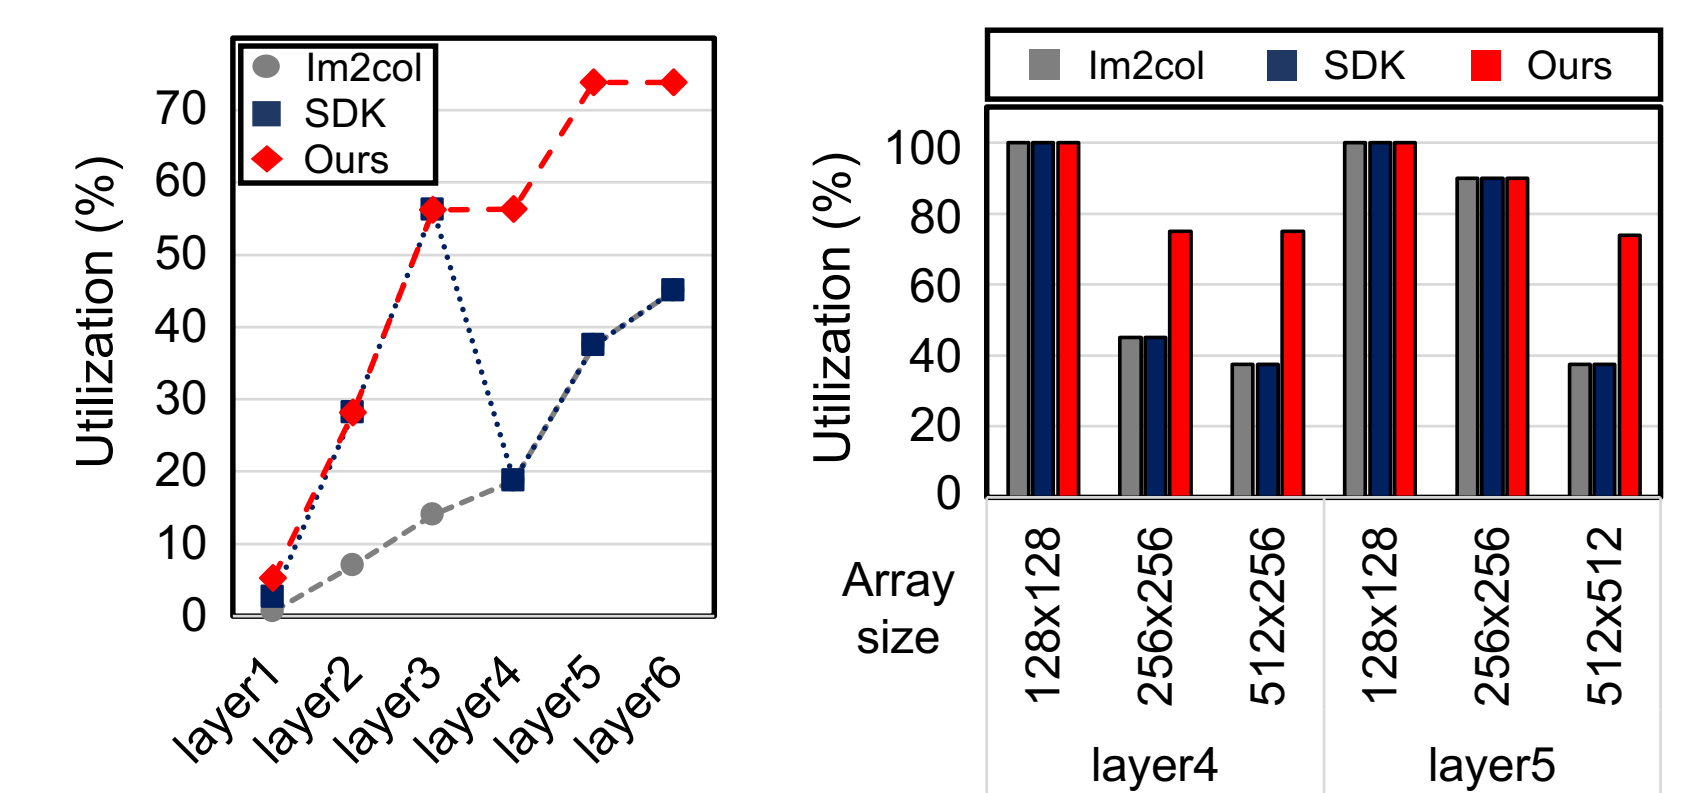 Im2col
SDK
Ours
Utilization (%)
70
60
50
40
30
20
10
0
layer1
layer2
layer3
layer4
layer5
layer6
Im2col SDK Ours
Utilization (%)
100
80
60
40
20
0
Array
size
128x128
256x256
512x256
128x128
256x256
512x512
layer4
layer5